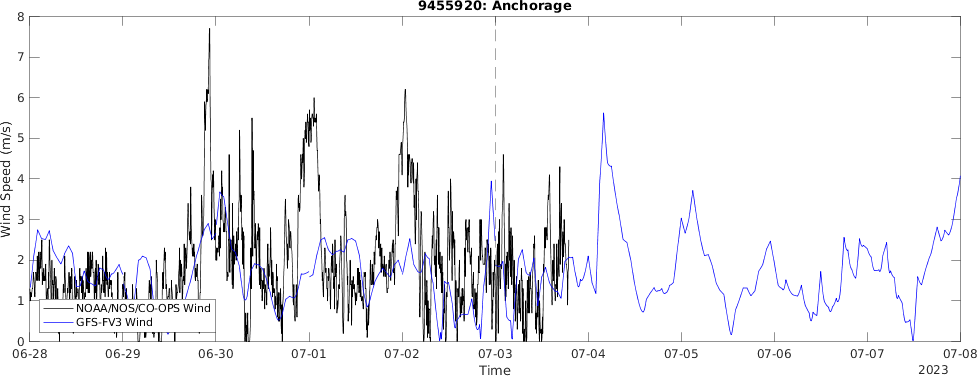 9455920: Anchorage
Wind Speed (m/s)
8
7
6
5
4
3
2
1
0
NOAA/NOS/CO-OPS Wind
GFS-FV3 Wind
06-28 06-29 06-30 07-01 07-02 07-03 07-04 07-05 07-06 07-07 07-08
Time
2023